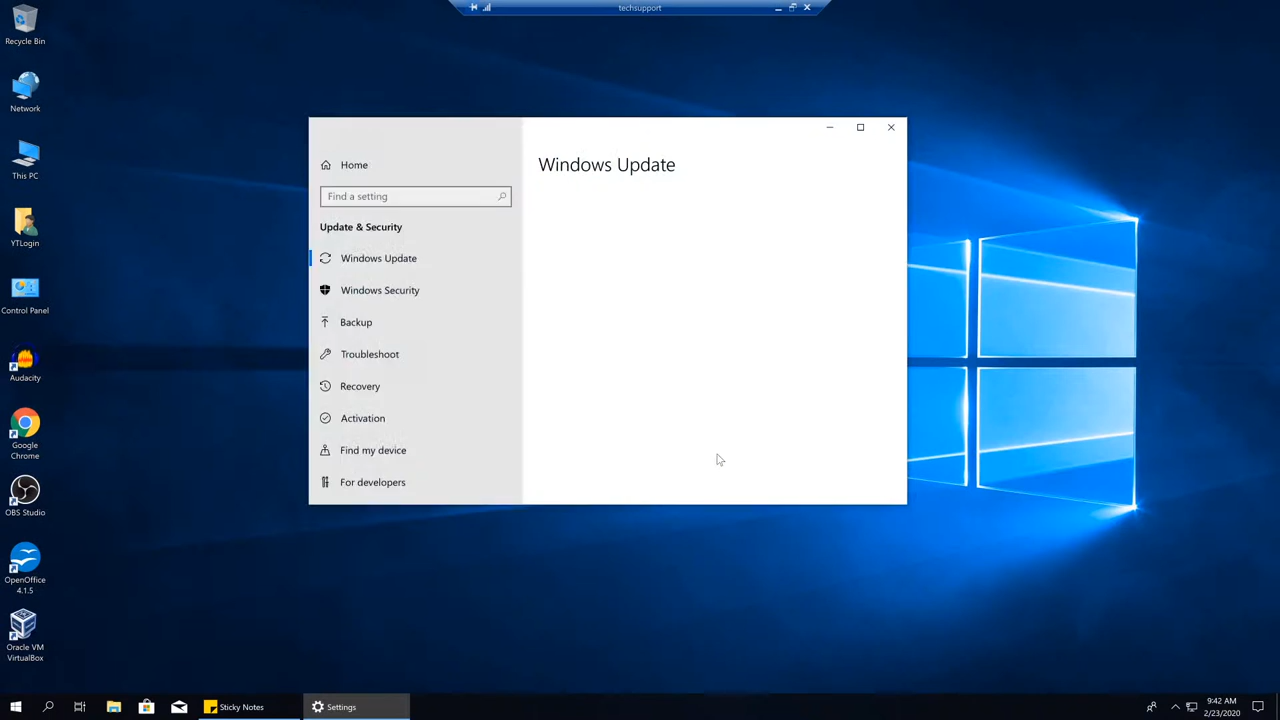 techsupport
Recycle Bin
Network
This PC
YTLogin
Control Panel
Audacity
Google
Chrome
OBS Studio
OpenOffice
4.1.5
Oracle VM
VirtualBox
Home
Find a setting
Update & Security
Windows Update
Windows Security
Backup
Troubleshoot
Recovery
Activation
Find my device
For developers
Windows Update
Sticky Notes
Settings
9:42 AM
2/23/2020